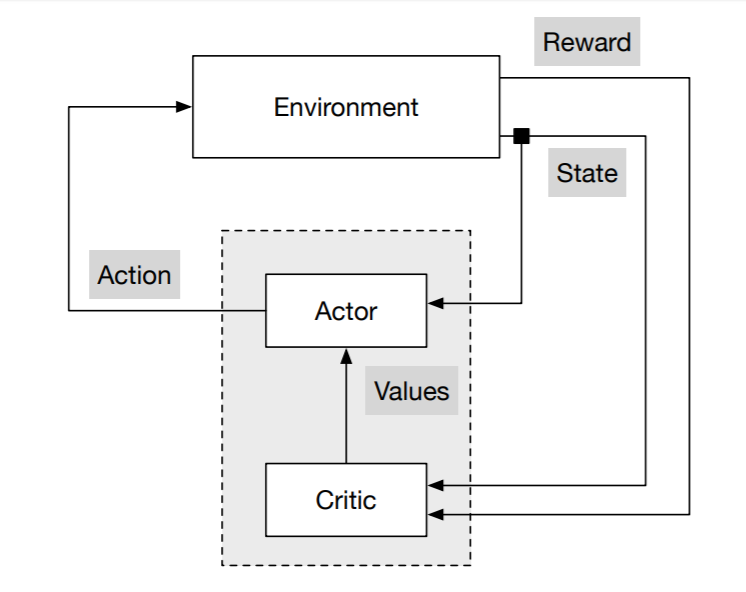 Reward
Environment
State
Action
Actor
Values
Critic